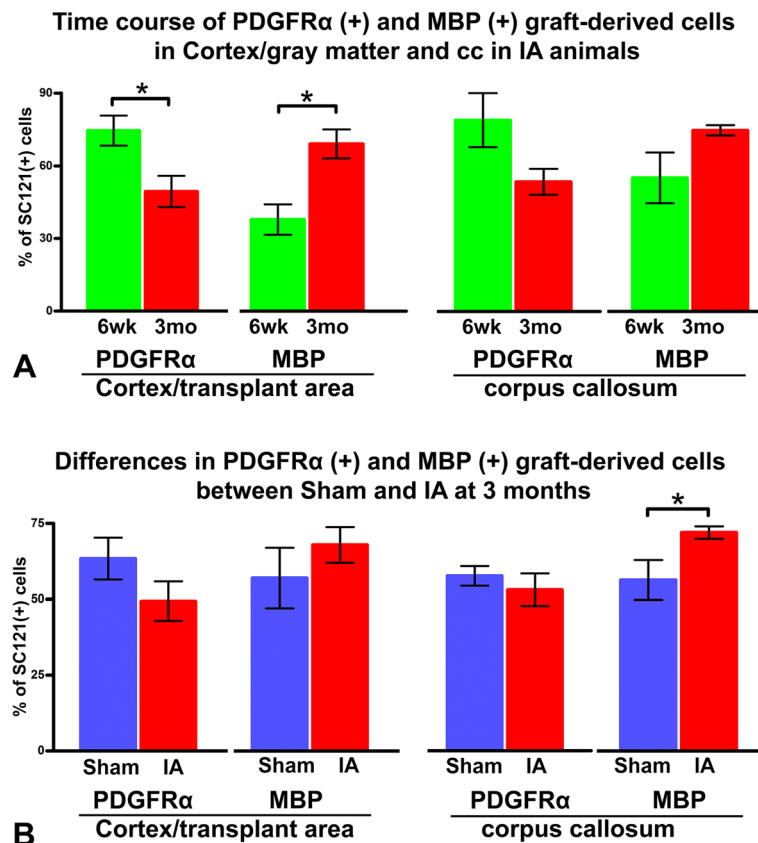 Time course of PDGFRα (+) and MBP (+) graft-derived cells
in Cortex/gray matter and cc in IA animals
% of SC121(+) cells
90
60
30
0
*
*
6wk 3mo 6wk 3mo 6wk 3mo 6wk 3mo
PDGFRα MBP PDGFRα MBP
A Cortex/transplant area corpus callosum
Differences in PDGFRα (+) and MBP (+) graft-derived cells
between Sham and IA at 3 months
% of SC121(+) cells
75
50
25
0
*
Sham IA Sham IA Sham IA Sham IA
PDGFRα MBP PDGFRα MBP
B Cortex/transplant area corpus callosum